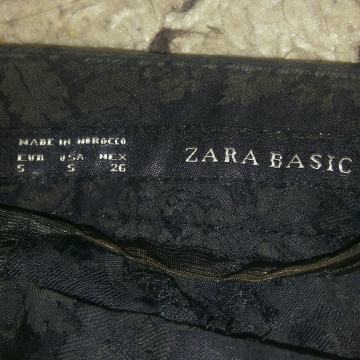 MADE IN MOROCCO
EUR USA MEX
S S 26
ZARA BASIC